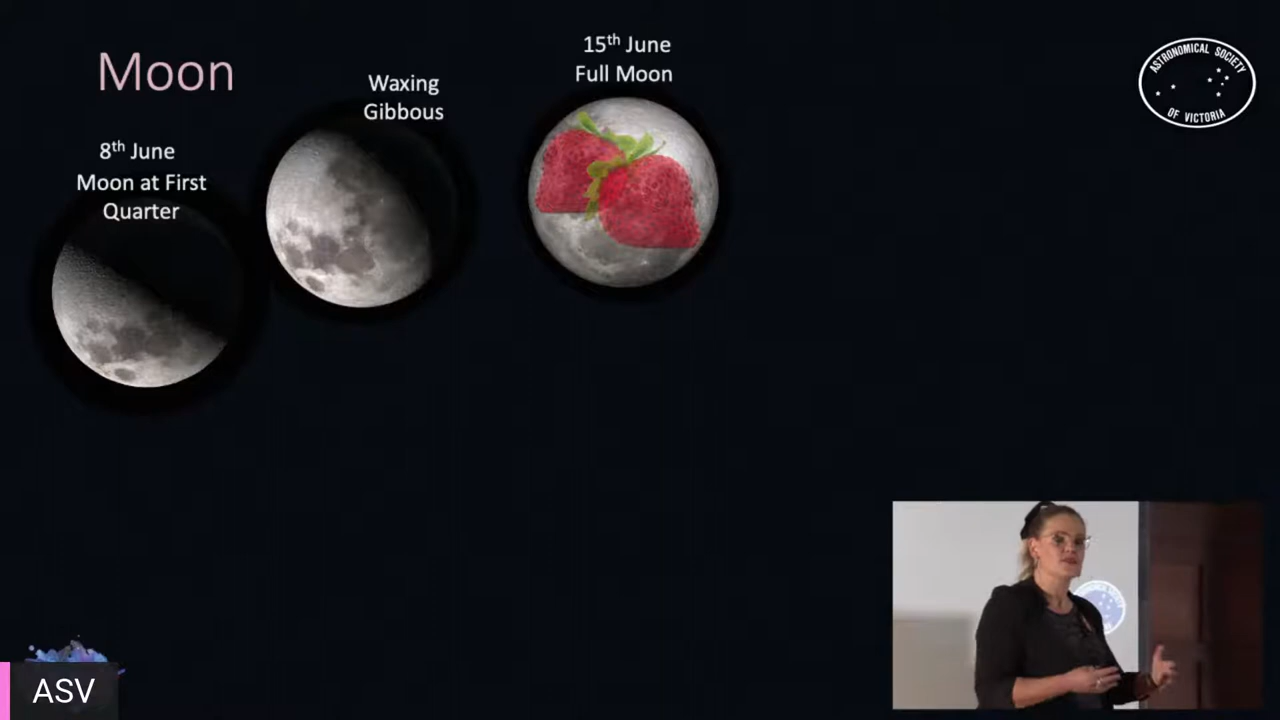 Moon
8th June
Moon at First
Quarter
Waxing
Gibbous
15th June
Full Moon
ASTRONOMICAL SOCIETY
OF VICTORIA
ASV